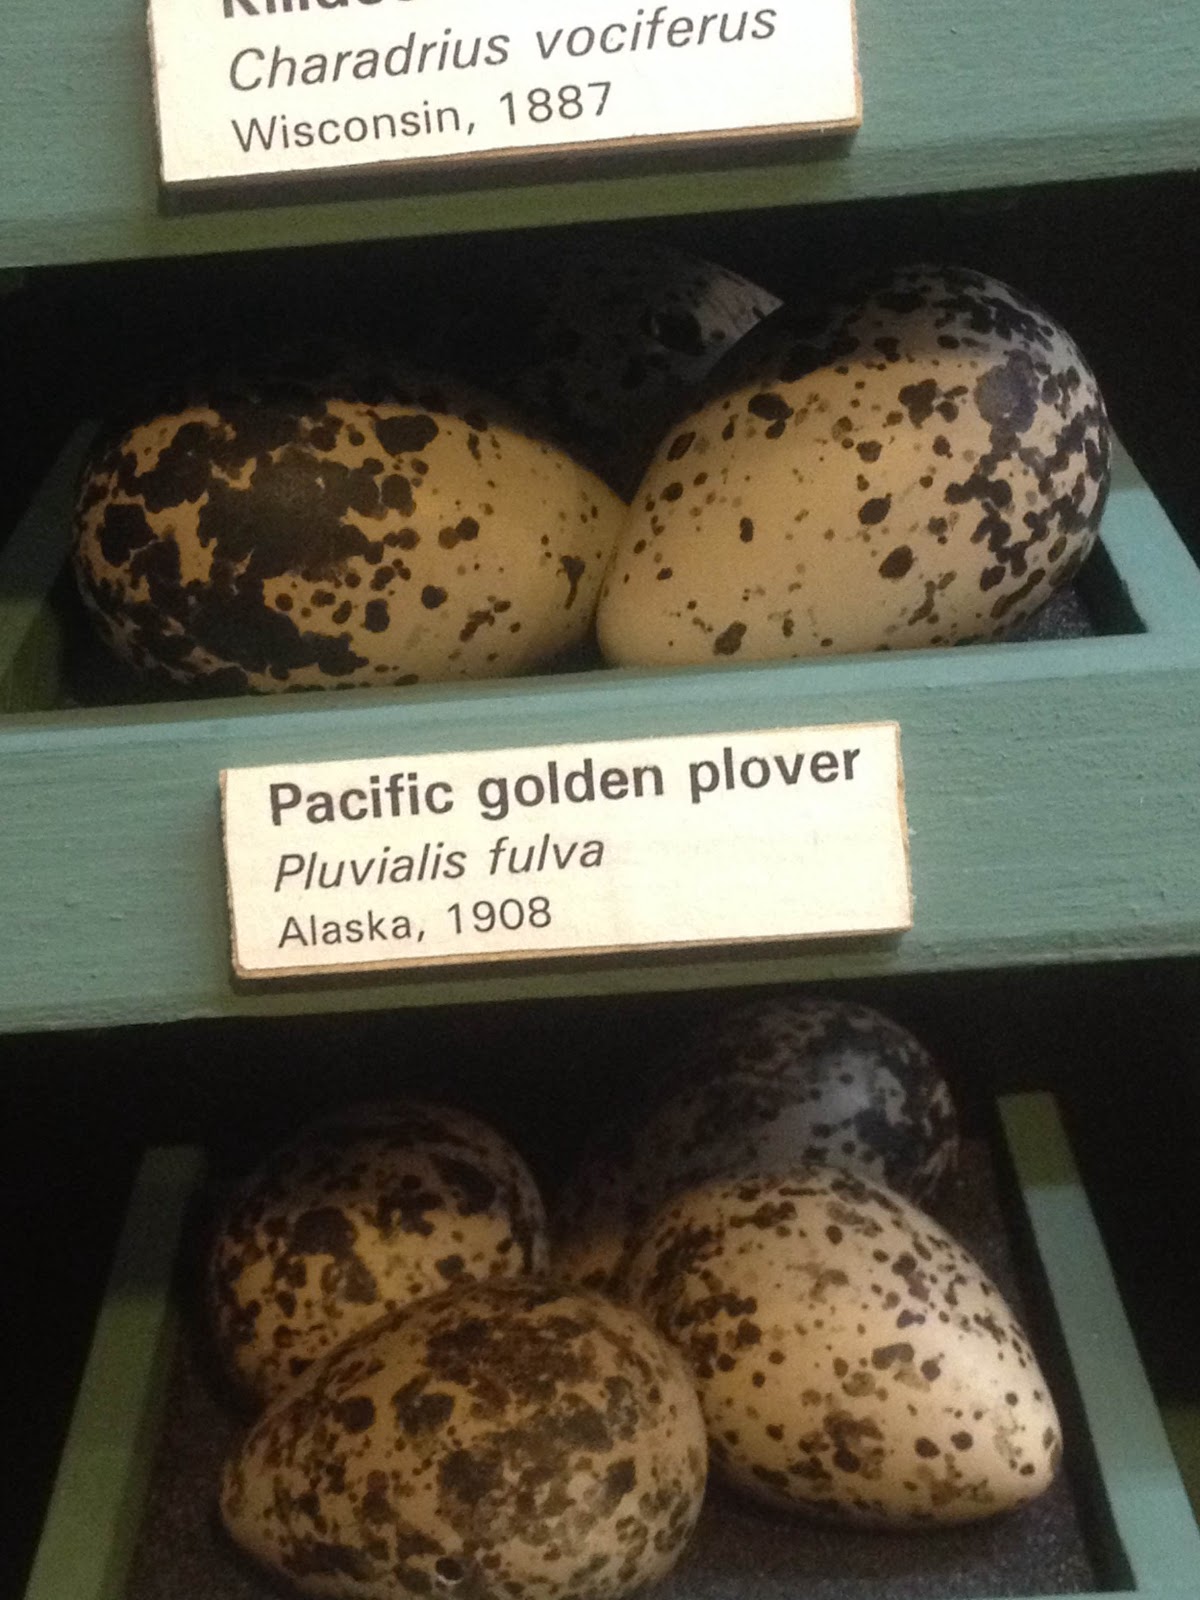 Charadrius vociferus
Wisconsin, 1887
Pacific golden plover
Pluvialis fulva
Alaska, 1908